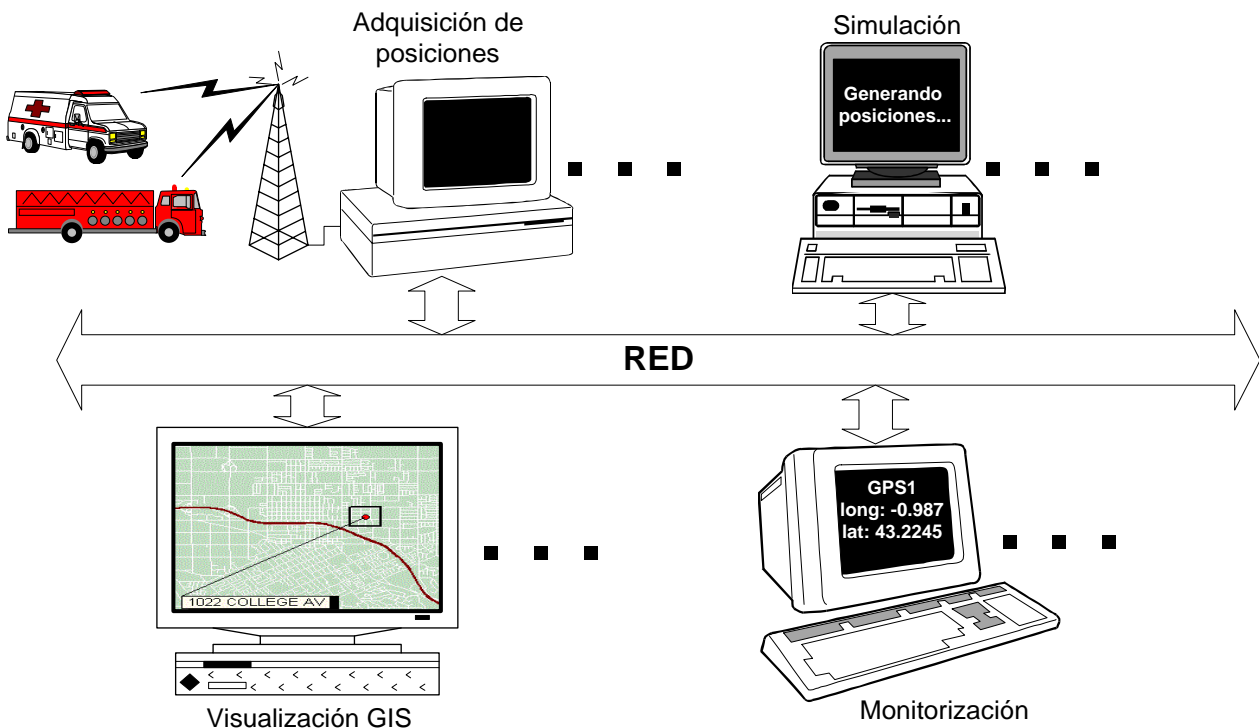 Adquisición de
posiciones
Simulación
Generando
posiciones...
RED
GPS1
long: -0.987
lat: 43.2245
1022 COLLEGE AV
Visualización GIS
Monitorización